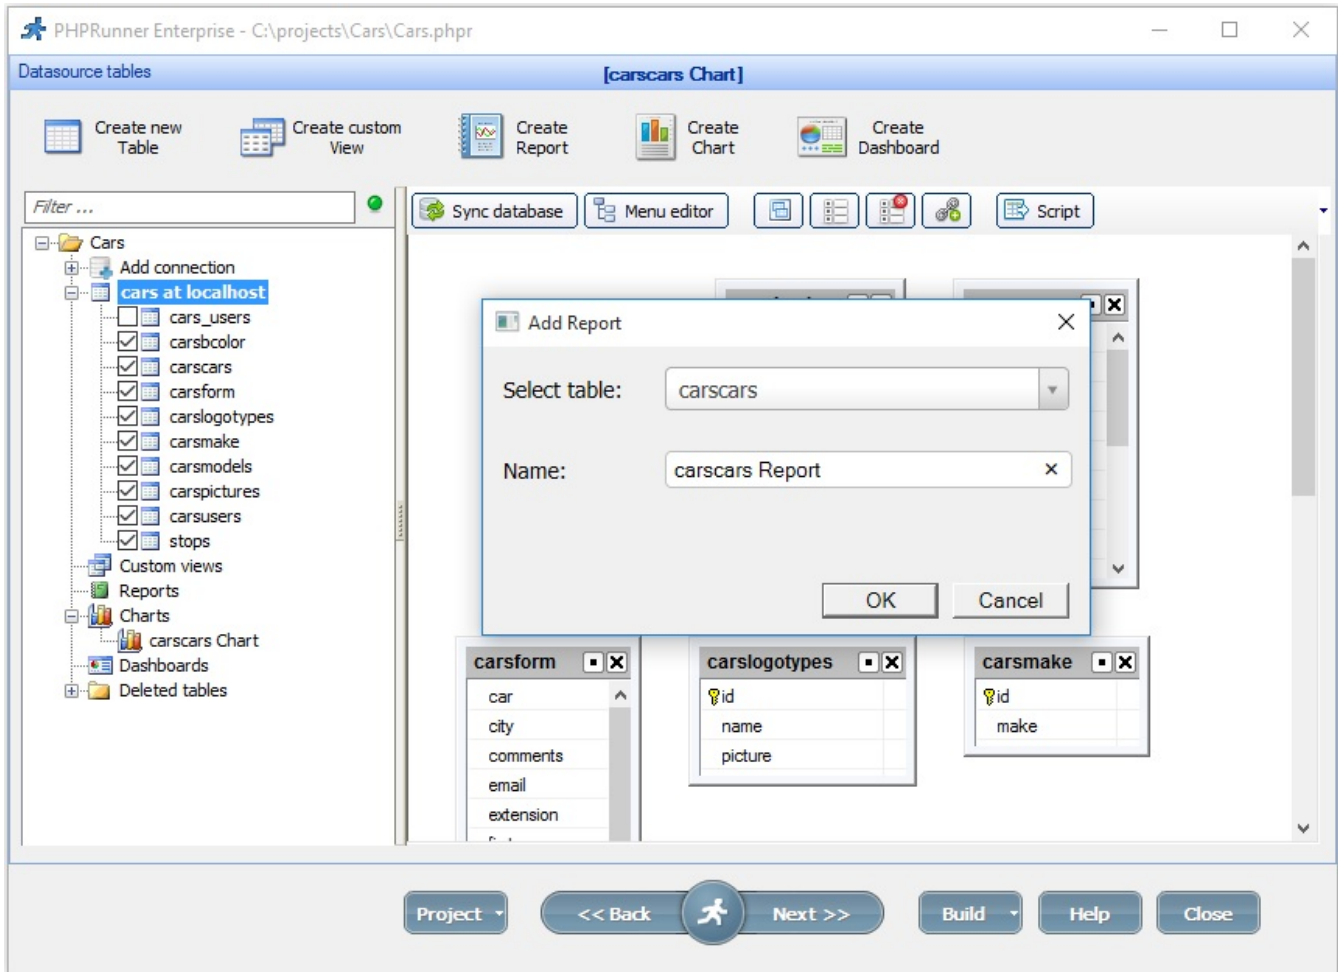 PHPRunner Enterprise - C:\projects\Cars\Cars.phpr
Datasource tables
[carscars Chart]
Create new
Table
Create custom
View
Create
Report
Create
Chart
Create
Dashboard
Filter ...
Sync database
Menu editor
Script
Cars
Add connection
cars at localhost
cars_users
carsbcolor
carscars
carsform
carslogotypes
carsmake
carsmodels
carspictures
carsusers
stops
Custom views
Reports
Charts
carscars Chart
Dashboards
Deleted tables
Add Report
Select table:
carscars
Name:
carscars Report
OK
Cancel
carsform
car
city
comments
email
extension
carslogotypes
id
name
picture
carsmake
id
make
Project
<< Back
Next >>
Build
Help
Close